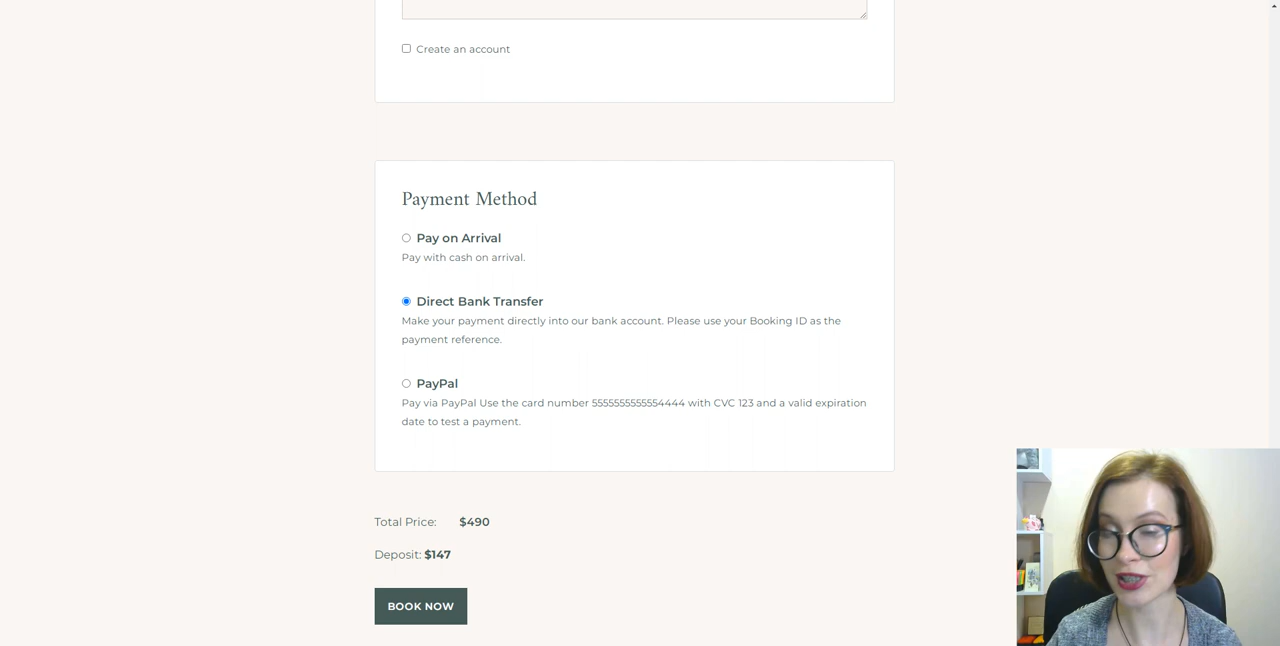 Create an account
Payment Method
Pay on Arrival
Pay with cash on arrival.
Direct Bank Transfer
Make your payment directly into our bank account. Please use your Booking ID as the
payment reference.
PayPal
Pay via PayPal Use the card number 5555555555554444 with CVC 123 and a valid expiration
date to test a payment.
Total Price: $490
Deposit: $147
BOOK NOW